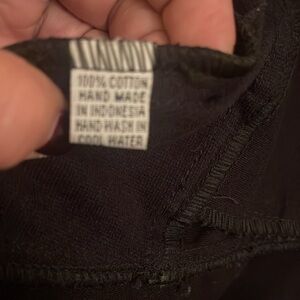 100% COTTON
HAND MADE
IN INDONESIA
HAND WASH IN
COOL WATER